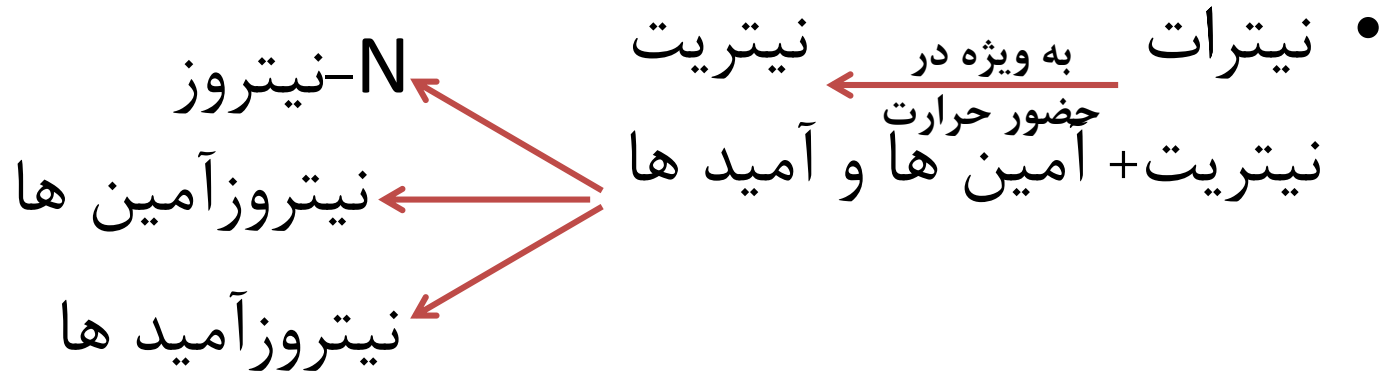 • نیترات
به ویژه در
حضور حرارت
نیتریت
نیتریت+ آمین ها و آمید ها
N-نیتروز
نیتروزآمین ها
نیتروزآمید ها